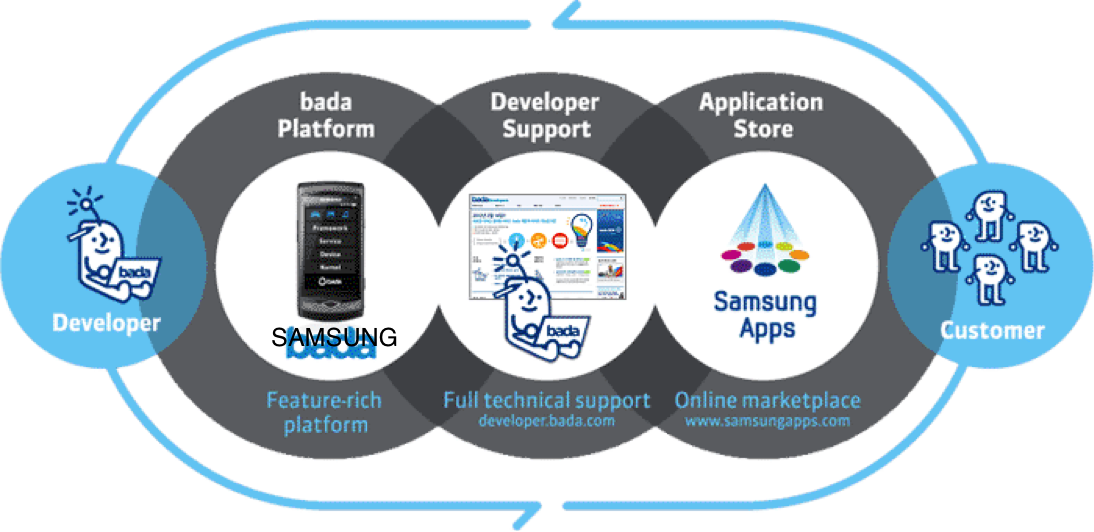 bada
Platform
Developer
Support
Application
Store
Framework
Service
Device
Kernel
bada
bada
Developer
SAMSUNG
bada
bada
bada
Samsung
Apps
Customer
Feature-rich
platform
Full technical support
developer.bada.com
Online marketplace
www.samsungapps.com